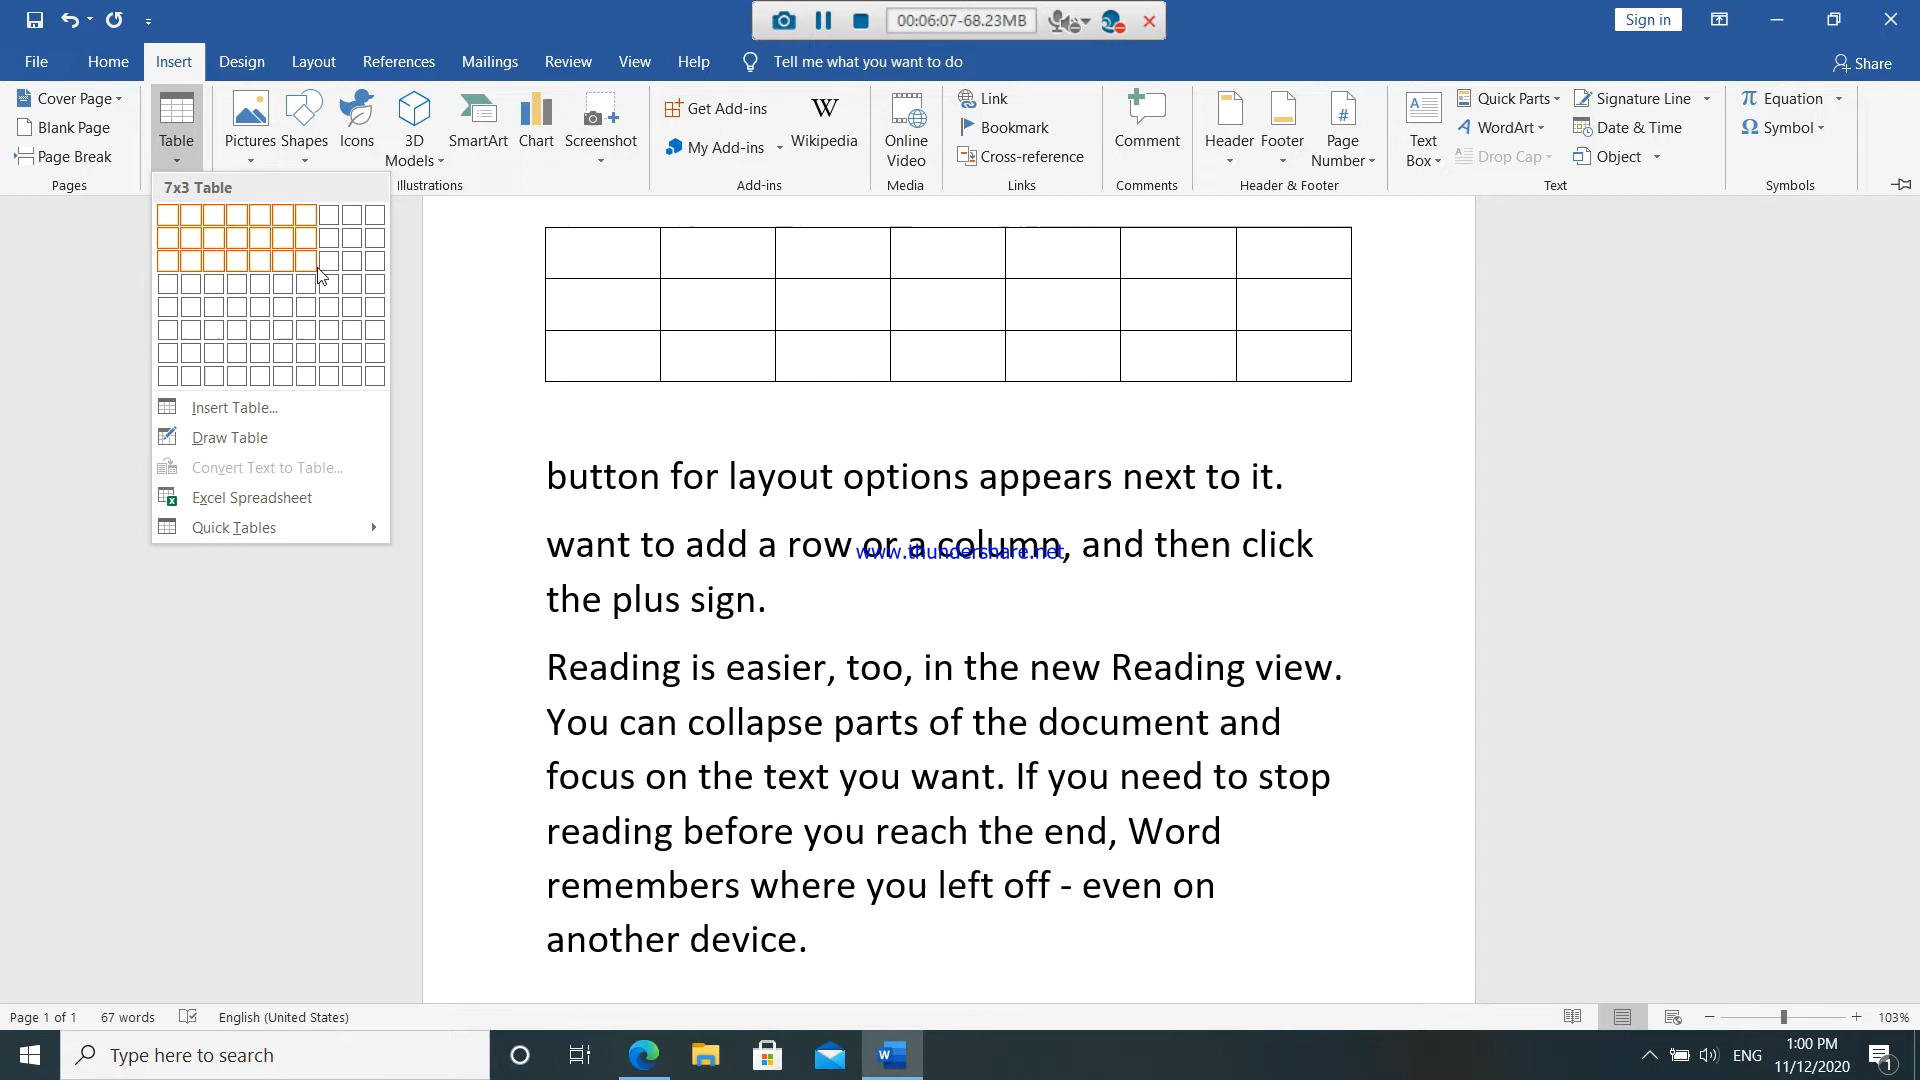 00:06:07-68.23MB
Sign in
File Home Insert Design Layout References Mailings Review View Help Tell me what you want to do Share
Cover Page
Blank Page
Page Break
Pages
Table
Pictures
Shapes
Icons
3D Models
SmartArt
Chart
Screenshot
Illustrations
Get Add-ins
My Add-ins
Wikipedia
Add-ins
Online Video
Media
Link
Bookmark
Cross-reference
Links
Comment
Comments
Header
Footer
Page Number
Header & Footer
Text Box
Quick Parts
WordArt
Drop Cap
Signature Line
Date & Time
Object
Text
Equation
Symbol
Symbols
7x3 Table
Insert Table...
Draw Table
Convert Text to Table...
Excel Spreadsheet
Quick Tables
button for layout options appears next to it.
want to add a row or a column, and then click
the plus sign.
www.thundershare.net
Reading is easier, too, in the new Reading view.
You can collapse parts of the document and
focus on the text you want. If you need to stop
reading before you reach the end, Word
remembers where you left off - even on
another device.
Page 1 of 1 67 words English (United States) 103%
Type here to search
ENG
1:00 PM
11/12/2020
1